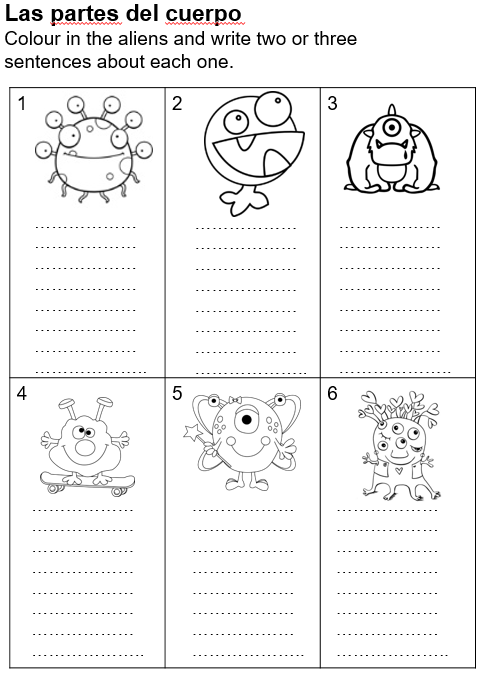 Las partes del cuerpo
Colour in the aliens and write two or three
sentences about each one.
1
2
3
4
5
6